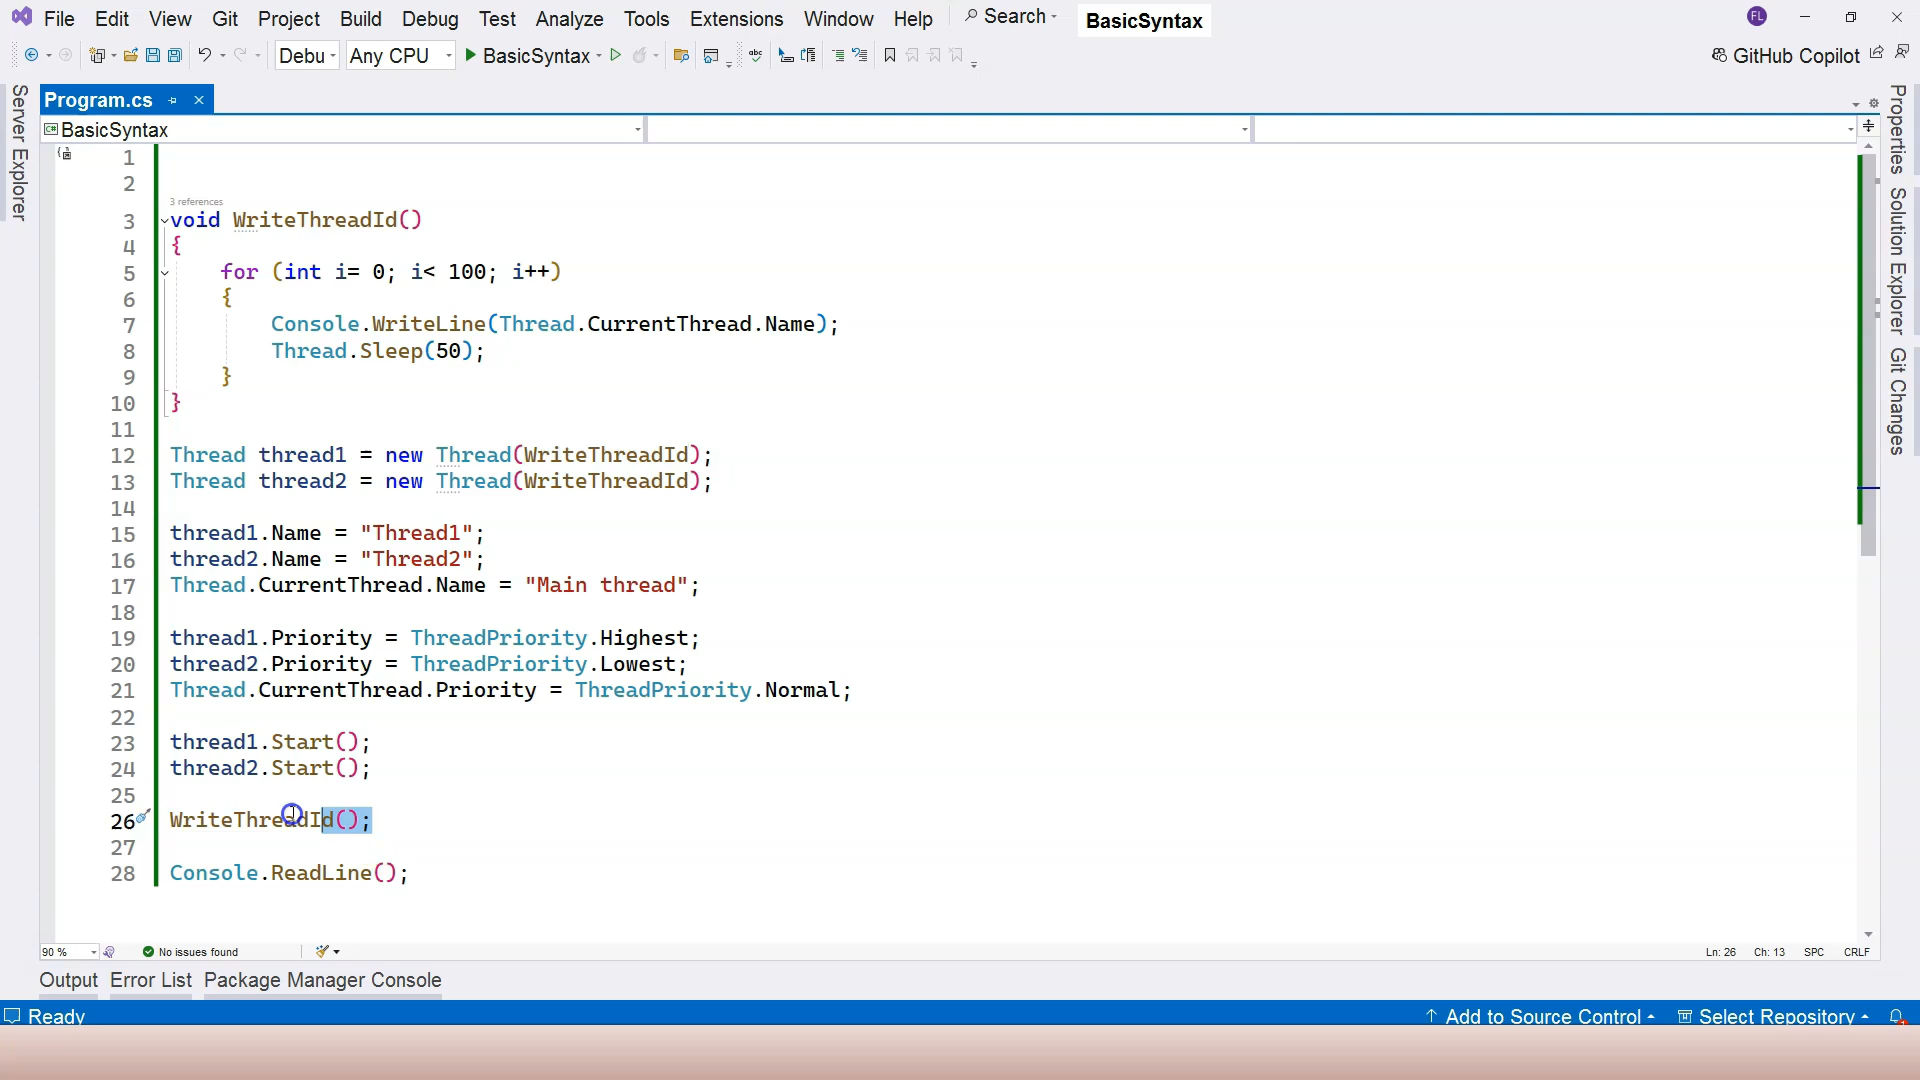 File Edit View Git Project Build Debug Test Analyze Tools Extensions Window Help Search BasicSyntax FL
Debu Any CPU BasicSyntax abc GitHub Copilot
Server Explorer
Program.cs
BasicSyntax
1
2
3 references
3 void WriteThreadId()
4 {
5 for (int i= 0; i< 100; i++)
6 {
7 Console.WriteLine(Thread.CurrentThread.Name);
8 Thread.Sleep(50);
9 }
10 }
11
12 Thread thread1 = new Thread(WriteThreadId);
13 Thread thread2 = new Thread(WriteThreadId);
14
15 thread1.Name = "Thread1";
16 thread2.Name = "Thread2";
17 Thread.CurrentThread.Name = "Main thread";
18
19 thread1.Priority = ThreadPriority.Highest;
20 thread2.Priority = ThreadPriority.Lowest;
21 Thread.CurrentThread.Priority = ThreadPriority.Normal;
22
23 thread1.Start();
24 thread2.Start();
25
26 WriteThreadId();
27
28 Console.ReadLine();
Properties
Solution Explorer
Git Changes
90 % No issues found Ln: 26 Ch: 13 SPC CRLF
Output Error List Package Manager Console
Ready Add to Source Control Select Repository